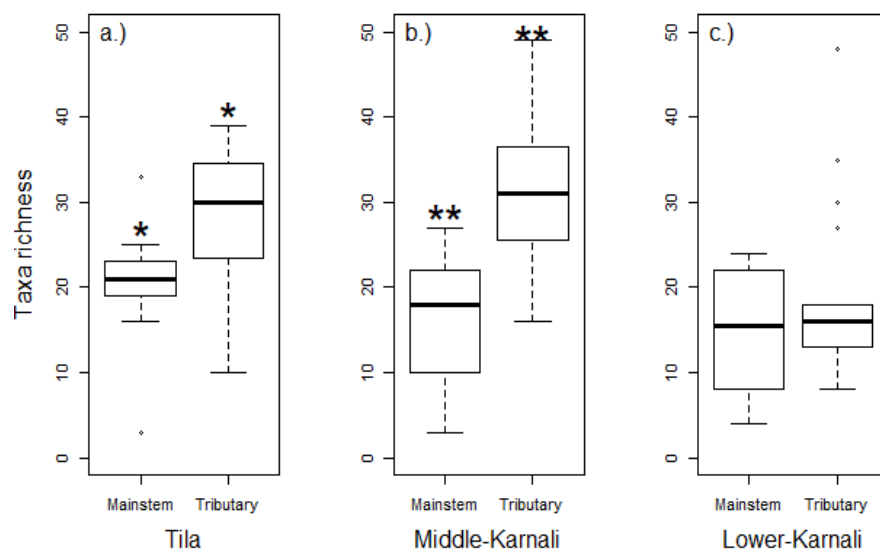 Taxa richness
a.)
50
40
30
20
10
0
*
*
Mainstem Tributary
Tila
b.)
50
40
30
20
10
0
**
**
Mainstem Tributary
Middle-Karnali
c.)
50
40
30
20
10
0
Mainstem Tributary
Lower-Karnali